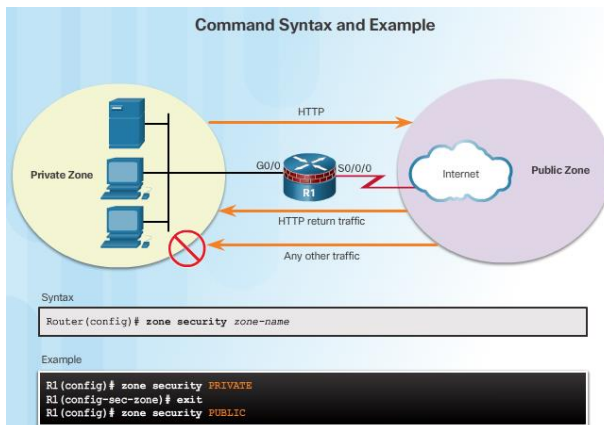 Command Syntax and Example
HTTP
Private Zone
G0/0
S0/0/0
R1
Internet
Public Zone
HTTP return traffic
Any other traffic
Syntax
Router(config)# zone security zone-name
Example
R1(config)# zone security PRIVATE
R1(config-sec-zone)# exit
R1(config)# zone security PUBLIC